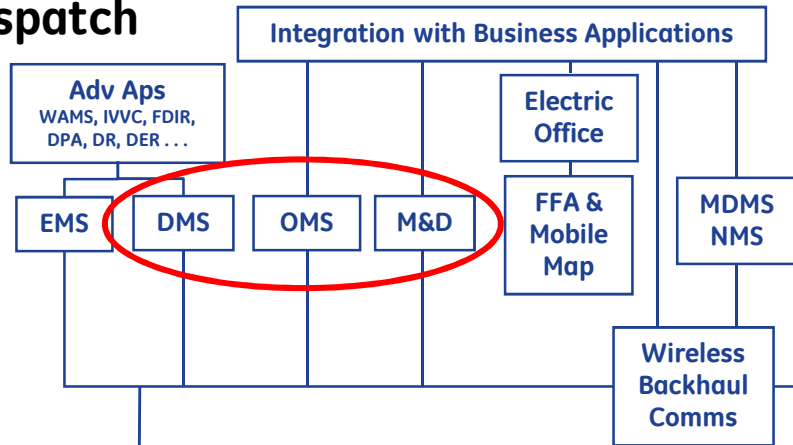 spatch
Integration with Business Applications
Adv Aps
WAMS, IVVC, FDIR,
DPA, DR, DER . . .
Electric
Office
EMS
DMS
OMS
M&D
FFA &
Mobile
Map
MDMS
NMS
Wireless
Backhaul
Comms